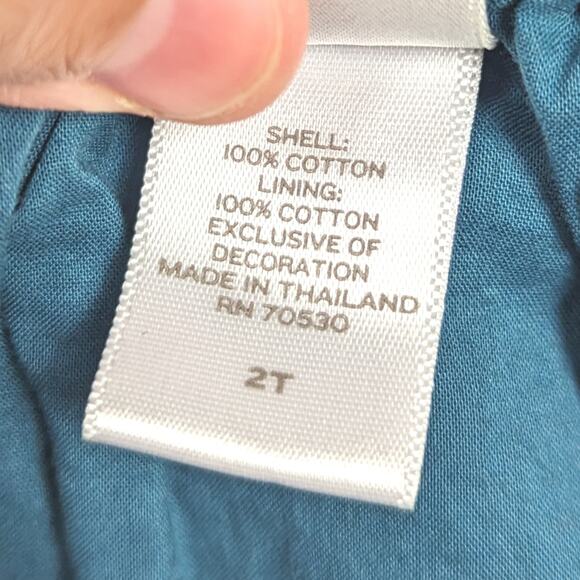 SHELL:
100% COTTON
LINING:
100% COTTON
EXCLUSIVE OF
DECORATION
MADE IN THAILAND
RN 70530
2T